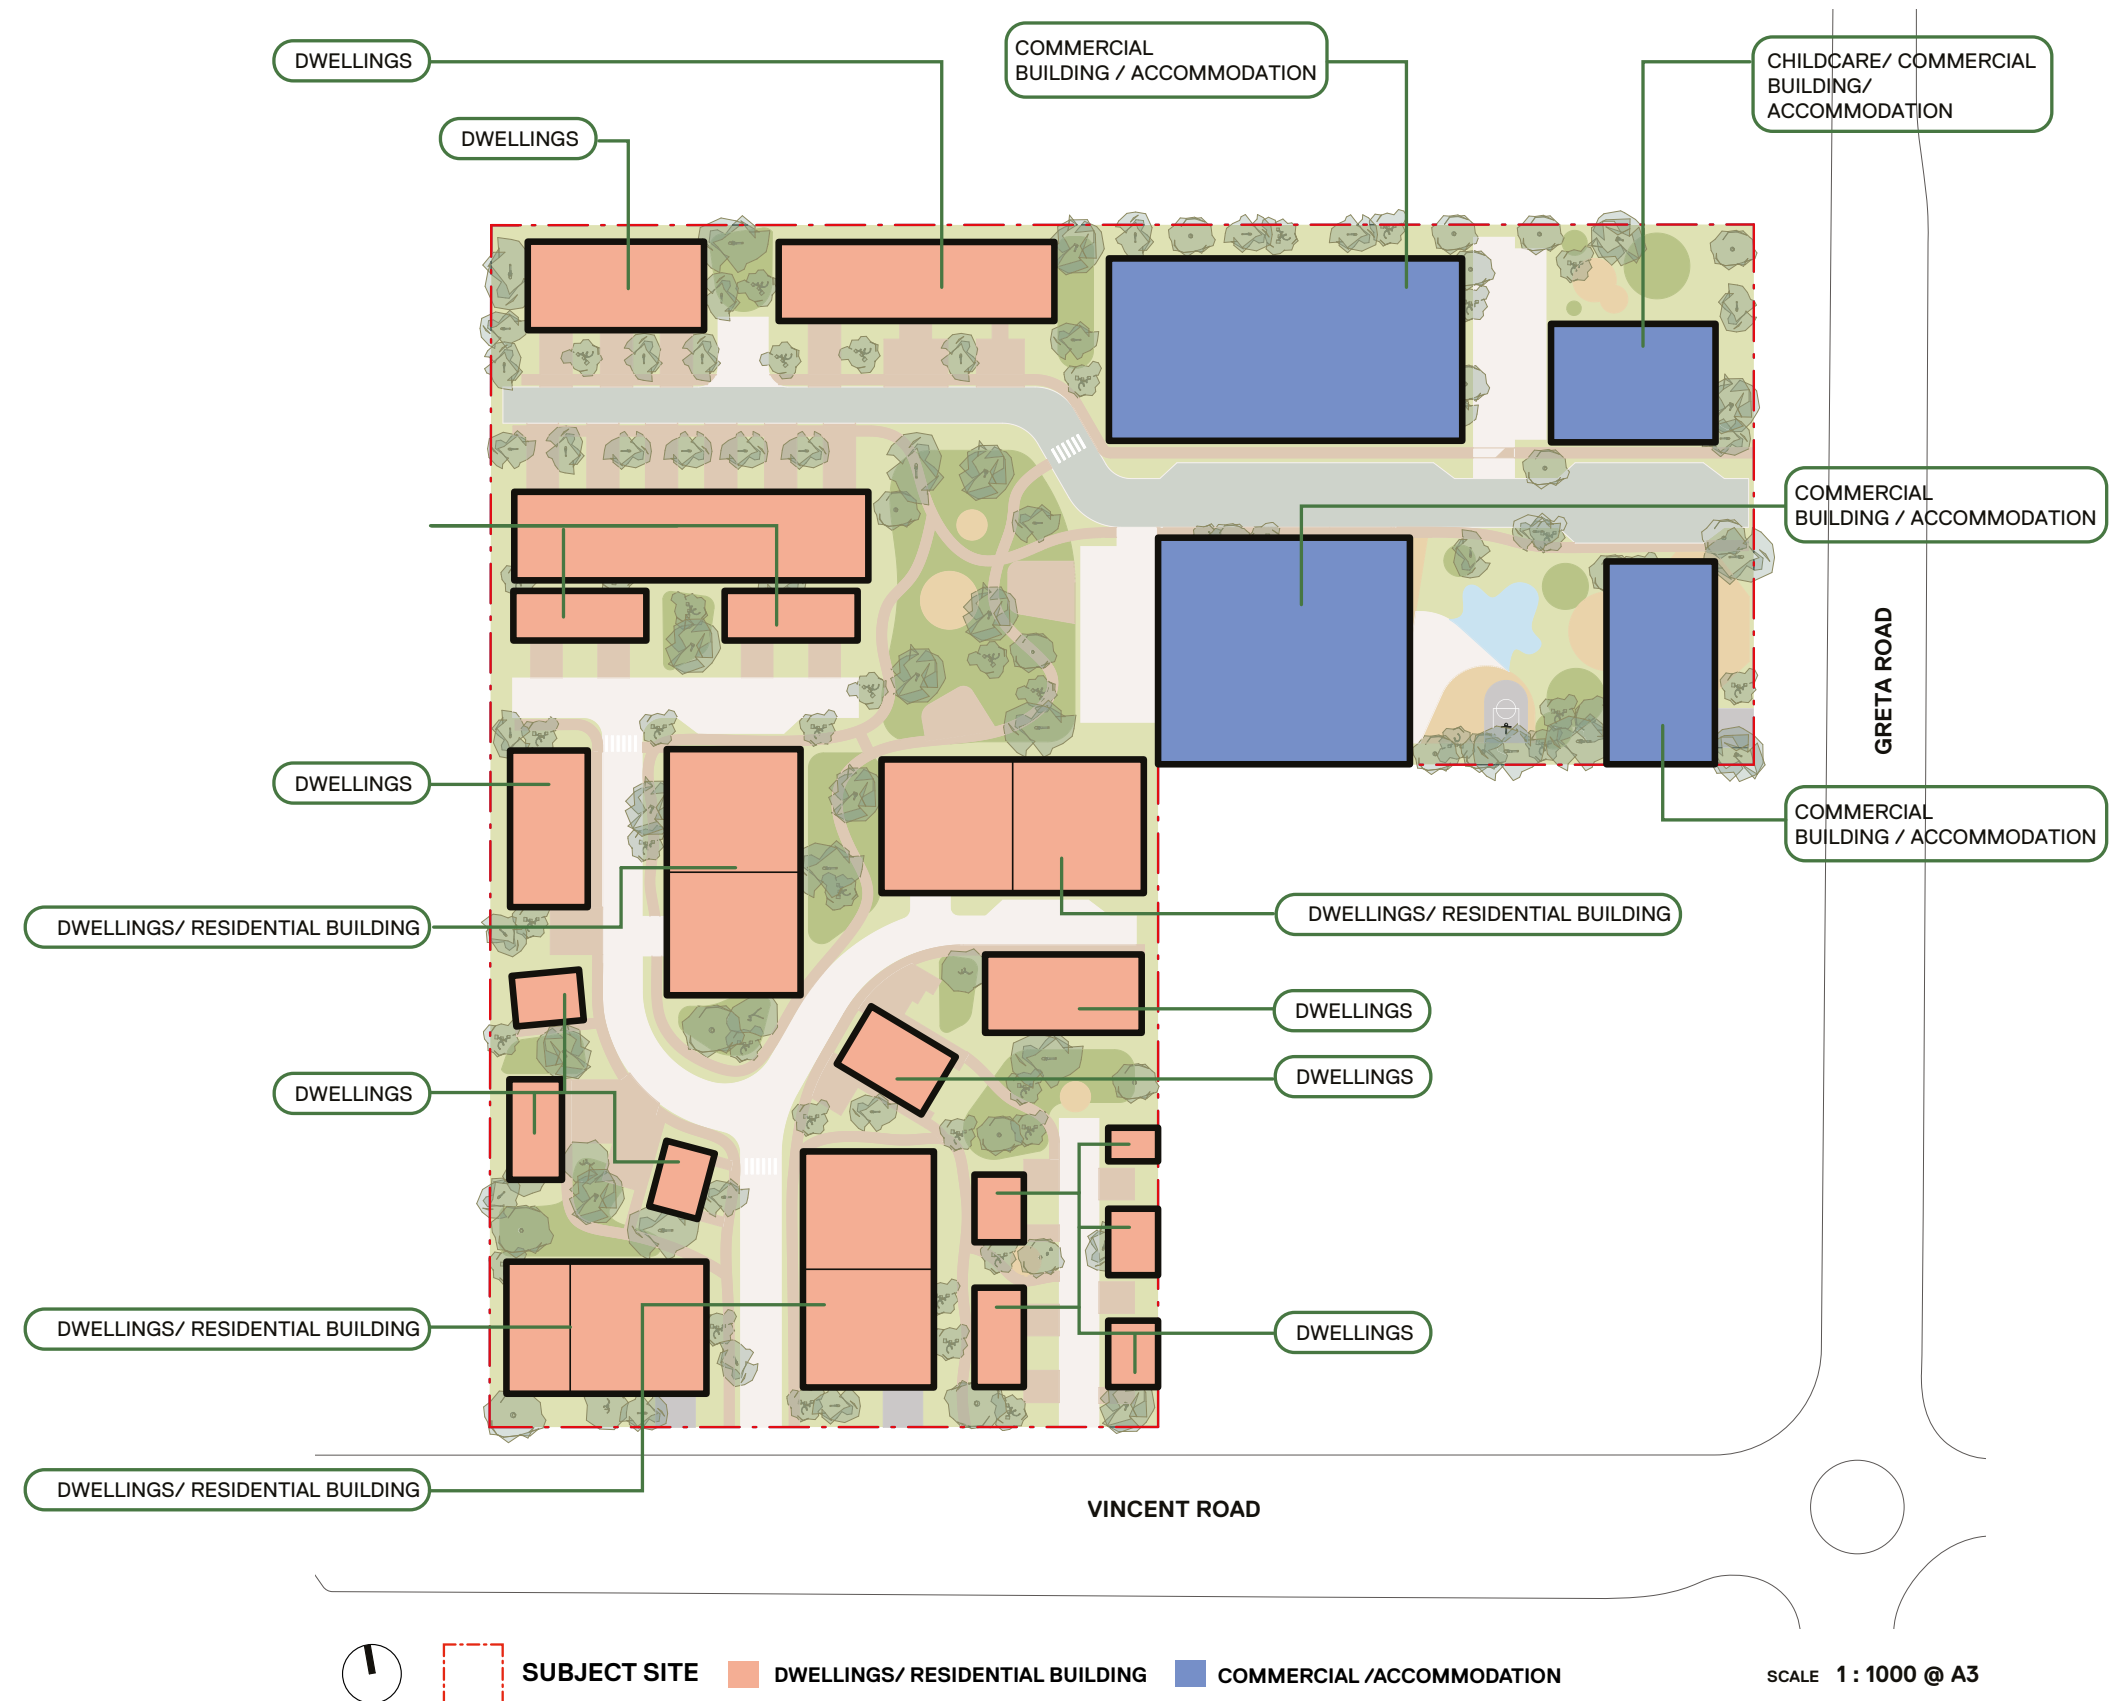 DWELLINGS
COMMERCIAL
BUILDING / ACCOMMODATION
CHILDCARE/ COMMERCIAL
BUILDING/
ACCOMMODATION
DWELLINGS
COMMERCIAL
BUILDING / ACCOMMODATION
GRETA ROAD
DWELLINGS
COMMERCIAL
BUILDING / ACCOMMODATION
DWELLINGS/ RESIDENTIAL BUILDING
DWELLINGS/ RESIDENTIAL BUILDING
DWELLINGS
DWELLINGS
DWELLINGS
DWELLINGS/ RESIDENTIAL BUILDING
DWELLINGS
DWELLINGS/ RESIDENTIAL BUILDING
VINCENT ROAD
SUBJECT SITE
DWELLINGS/ RESIDENTIAL BUILDING
COMMERCIAL /ACCOMMODATION
SCALE 1 : 1000 @ A3